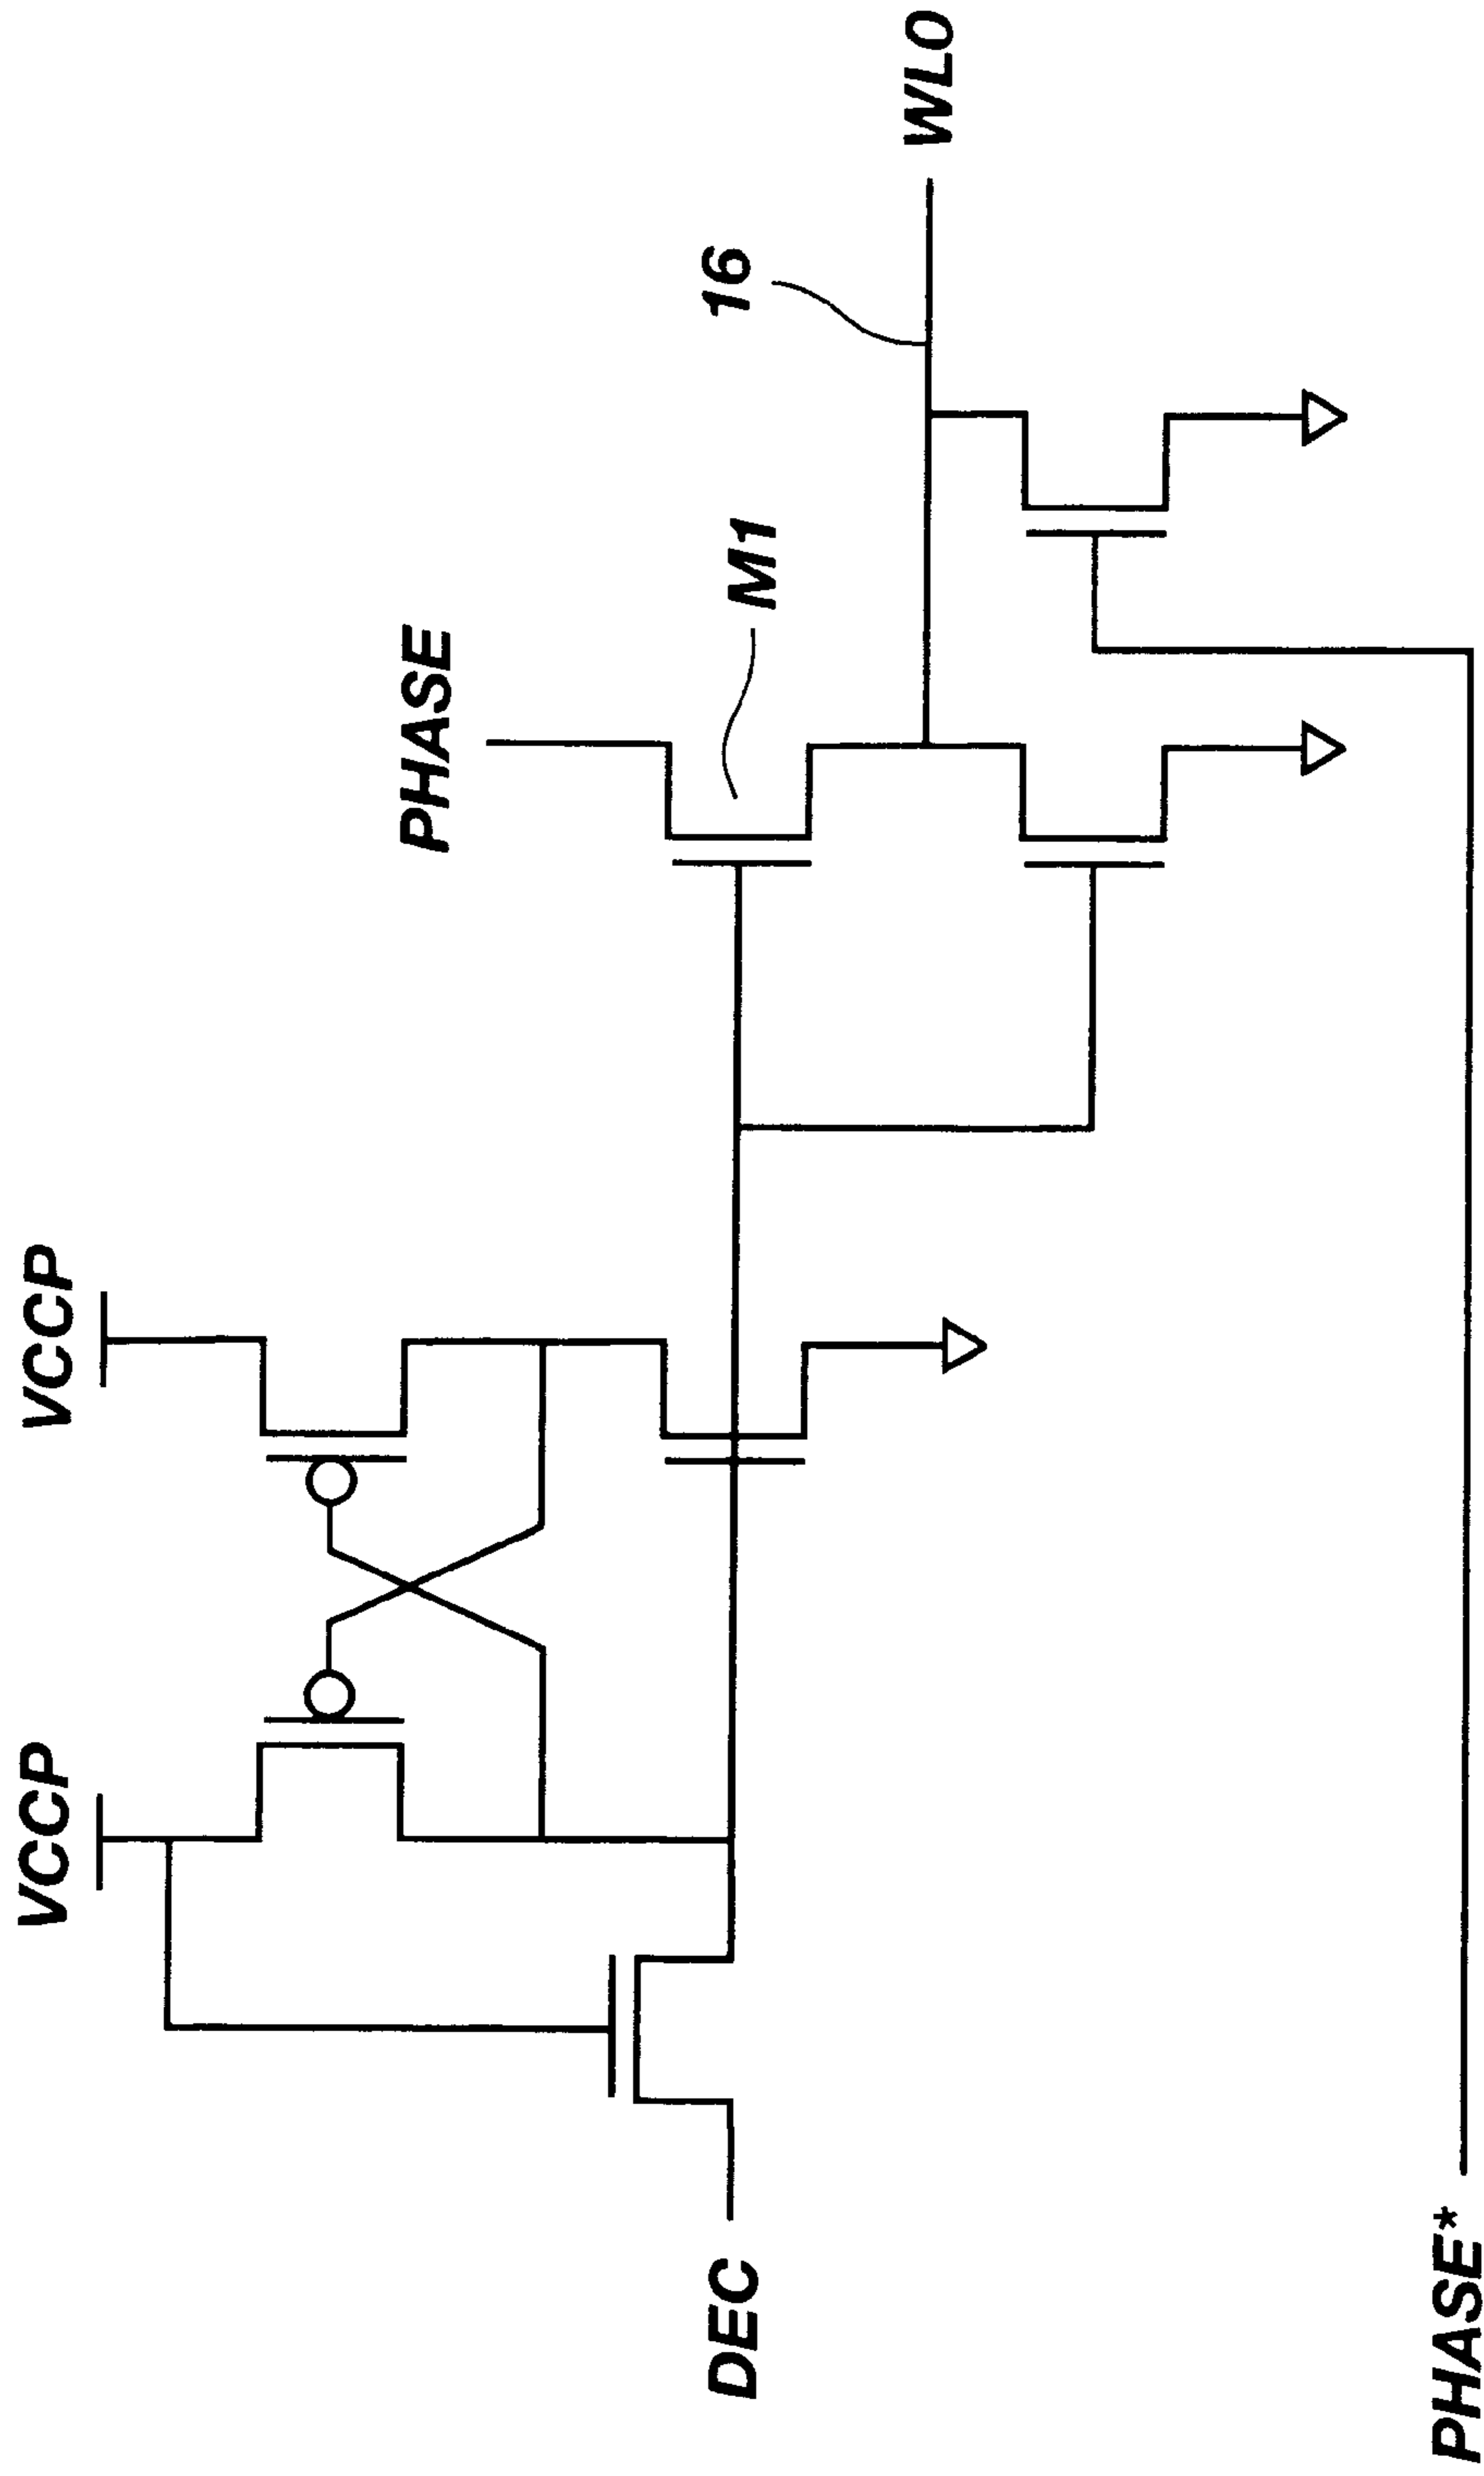 VCCP
VCCP
PHASE
M1
16
WL0
DEC
PHASE*